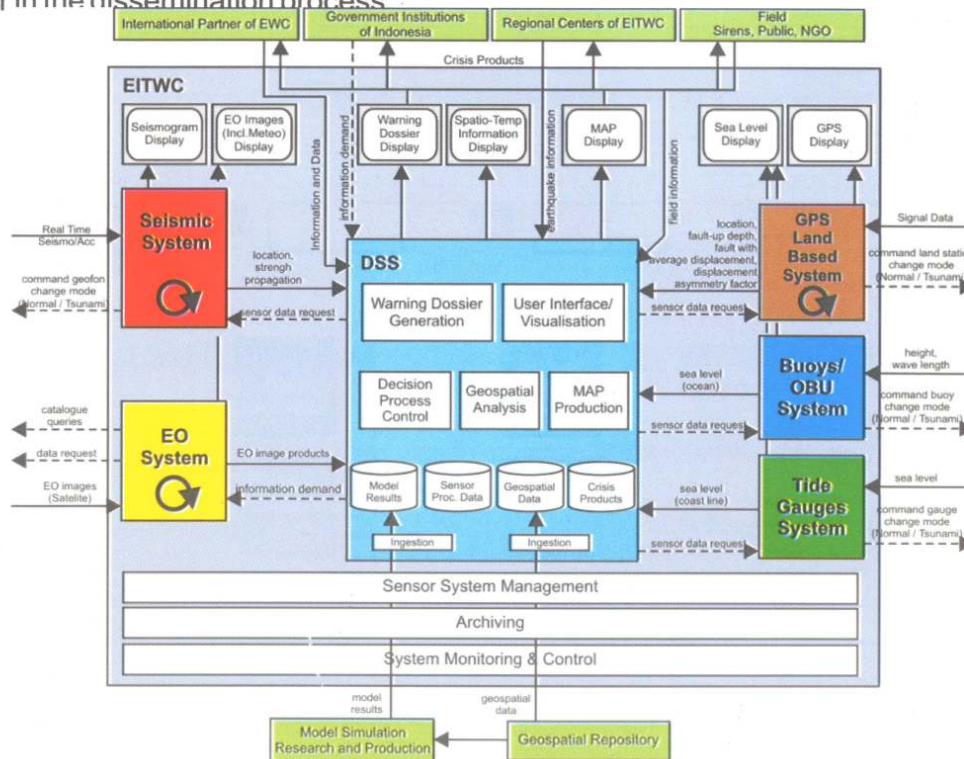 in the dissemination process
International Partner of EWC
Government Institutions
of Indonesia
Regional Centers of EITWC
Field
Sirens, Public, NGO
Crisis Products
EITWC
Seismogram
Display
EO Images
(Incl.Meteo)
Display
Warning
Dossier
Display
Spatio-Temp
Information
Display
MAP
Display
Sea Level
Display
GPS
Display
Information and Data
information demand
earthquake information
field information
Real Time
Seismo/Acc
Seismic
System
command geofon
change mode
(Normal / Tsunami)
location,
strengh
propagation
sensor data request
DSS
Warning Dossier
Generation
User Interface/
Visualisation
Decision
Process
Control
Geospatial
Analysis
MAP
Production
Model
Results
Sensor
Proc. Data
Geospatial
Data
Crisis
Products
Ingestion
Ingestion
location,
fault-up depth,
fault with
average displacement,
displacement
asymmetry factor
sensor data request
GPS
Land
Based
System
Signal Data
command land static
change mode
(Normal / Tsunami)
sea level
(ocean)
sensor data request
Buoys/
OBU
System
height,
wave length
command buoy
change mode
(Normal / Tsunami)
catalogue
queries
data request
EO images
(Satelite)
EO
System
EO image products
information demand
sea level
(coast line)
sensor data request
Tide
Gauges
System
sea level
command gauge
change mode
(Normal / Tsunami)
Sensor System Management
Archiving
System Monitoring & Control
model
results
geospatial
data
Model Simulation
Research and Production
Geospatial Repository